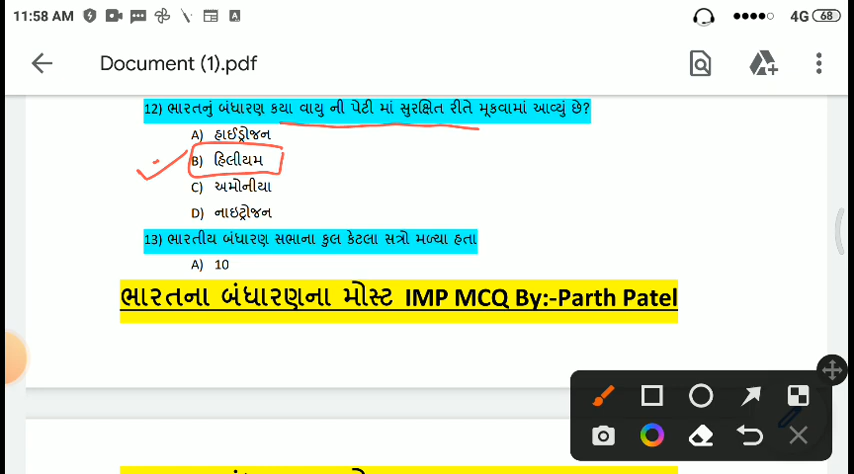 11:58 AM 4G 68
Document (1).pdf
12) ભારતનું બંધારણ કયા વાયુ ની પેટી માં સુરક્ષિત રીતે મૂકવામાં આવ્યું છે?
A) હાઈડ્રોજન
B) હિલીયમ
C) અમોનીયા
D) નાઇટ્રોજન
13) ભારતીય બંધારણ સભાના કુલ કેટલા સત્રો મળ્યા હતા
A) 10
ભારતના બંધારણના મોસ્ટ IMP MCQ By:-Parth Patel